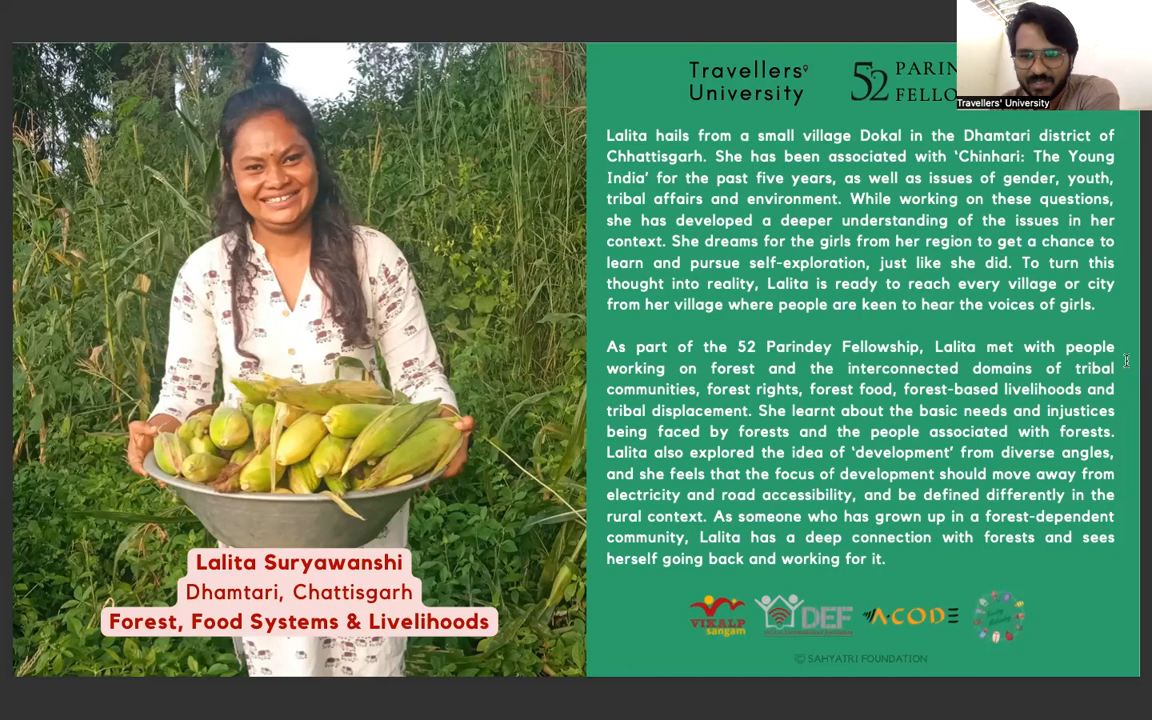 Travellers'
University
52 PARIN
FELLO
Travellers' University
Lalita hails from a small village Dokal in the Dhamtari district of
Chhattisgarh. She has been associated with 'Chinhari: The Young
India' for the past five years, as well as issues of gender, youth,
tribal affairs and environment. While working on these questions,
she has developed a deeper understanding of the issues in her
context. She dreams for the girls from her region to get a chance to
learn and pursue self-exploration, just like she did. To turn this
thought into reality, Lalita is ready to reach every village or city
from her village where people are keen to hear the voices of girls.
As part of the 52 Parindey Fellowship, Lalita met with people
working on forest and the interconnected domains of tribal
communities, forest rights, forest food, forest-based livelihoods and
tribal displacement. She learnt about the basic needs and injustices
being faced by forests and the people associated with forests.
Lalita also explored the idea of 'development' from diverse angles,
and she feels that the focus of development should move away from
electricity and road accessibility, and be defined differently in the
rural context. As someone who has grown up in a forest-dependent
community, Lalita has a deep connection with forests and sees
herself going back and working for it.
Lalita Suryawanshi
Dhamtari, Chattisgarh
Forest, Food Systems & Livelihoods
VIKALP
sangam
DEF
ACODE
© SAHYATRI FOUNDATION